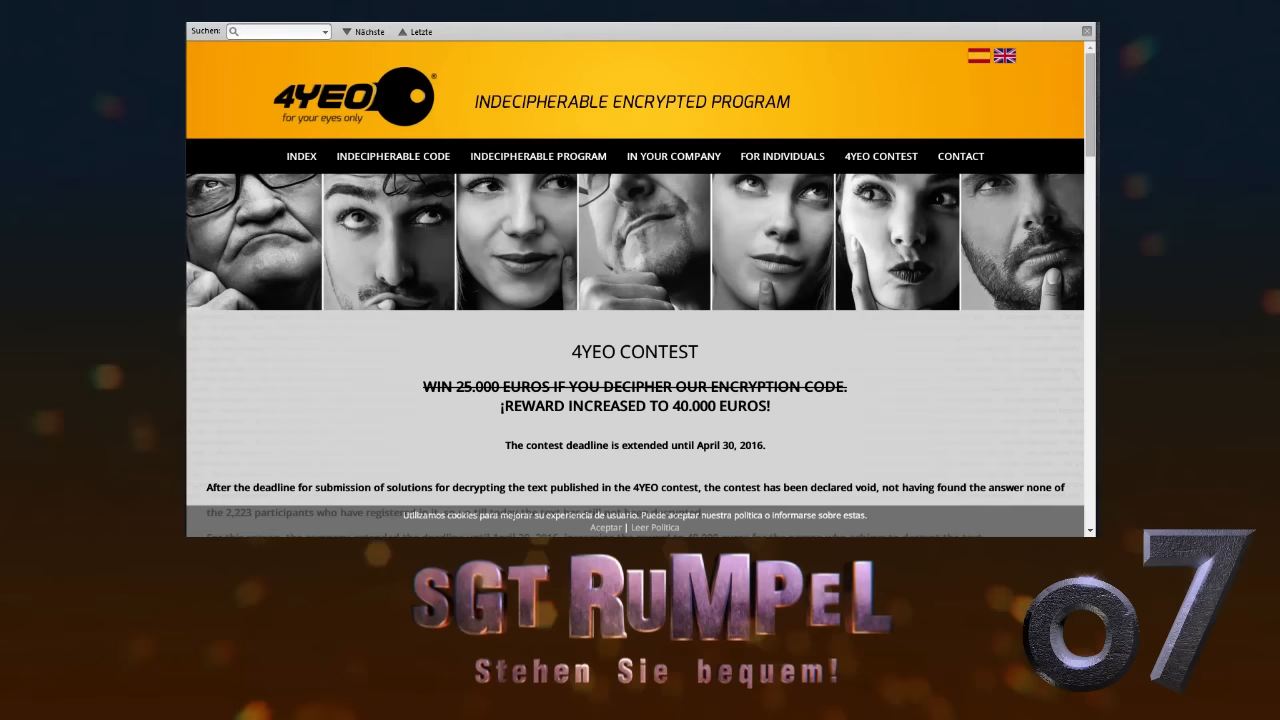 Suchen:
Nächste
Letzte
4YEO®
for your eyes only
INDECIPHERABLE ENCRYPTED PROGRAM
INDEX
INDECIPHERABLE CODE
INDECIPHERABLE PROGRAM
IN YOUR COMPANY
FOR INDIVIDUALS
4YEO CONTEST
CONTACT
4YEO CONTEST
WIN 25.000 EUROS IF YOU DECIPHER OUR ENCRYPTION CODE.
¡REWARD INCREASED TO 40.000 EUROS!
The contest deadline is extended until April 30, 2016.
After the deadline for submission of solutions for decrypting the text published in the 4YEO contest, the contest has been declared void, not having found the answer none of
the 2,223 participants who have registered
Utilizamos cookies para mejorar su experiencia de usuario. Puede aceptar nuestra política o informarse sobre estas.
Aceptar | Leer Política
SGT RuMPeL
Stehen Sie bequem!
o7